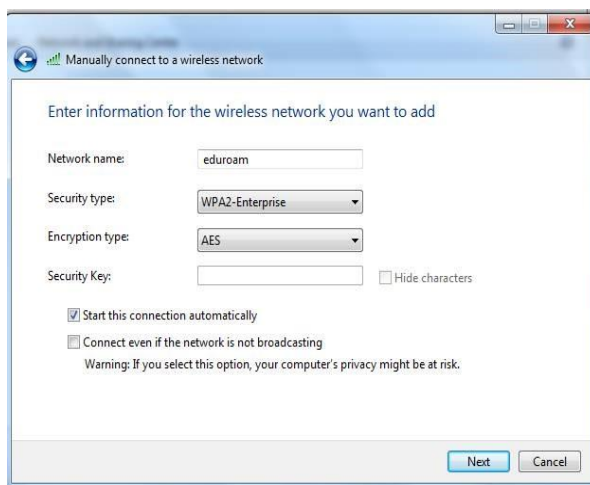 Manually connect to a wireless network
Enter information for the wireless network you want to add
Network name: eduroam
Security type: WPA2-Enterprise
Encryption type: AES
Security Key: Hide characters
Start this connection automatically
Connect even if the network is not broadcasting
Warning: If you select this option, your computer's privacy might be at risk.
Next Cancel